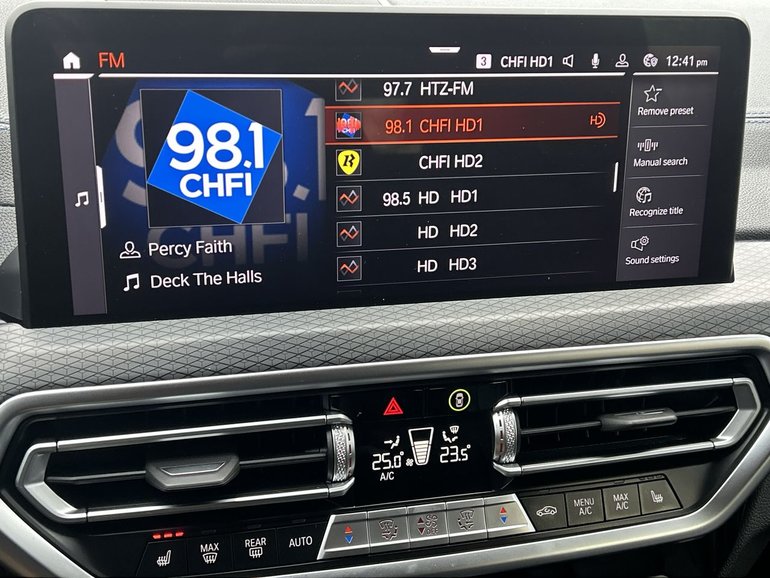 FM
3 CHFI HD1 12:41 pm
98.1
CHFI
Percy Faith
Deck The Halls
97.7 HTZ-FM
98.1 CHFI HD1 HD
R CHFI HD2
98.5 HD HD1
HD HD2
HD HD3
Remove preset
Manual search
Recognize title
Sound settings
25.0° 23.5°
A/C
MAX
REAR
AUTO
MENU
A/C
MAX
A/C